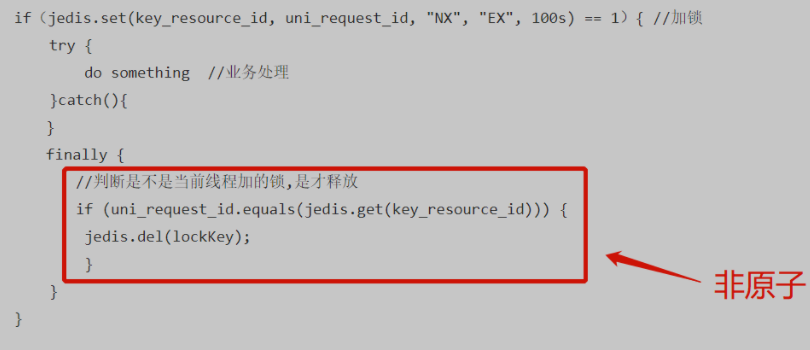 if（jedis.set(key_resource_id, uni_request_id, "NX", "EX", 100s) == 1）{ //加锁
try {
do something  //业务处理
}catch(){
}
finally {
//判断是不是当前线程加的锁,是才释放
if (uni_request_id.equals(jedis.get(key_resource_id))) {
jedis.del(lockKey);
}
非原子
}
}